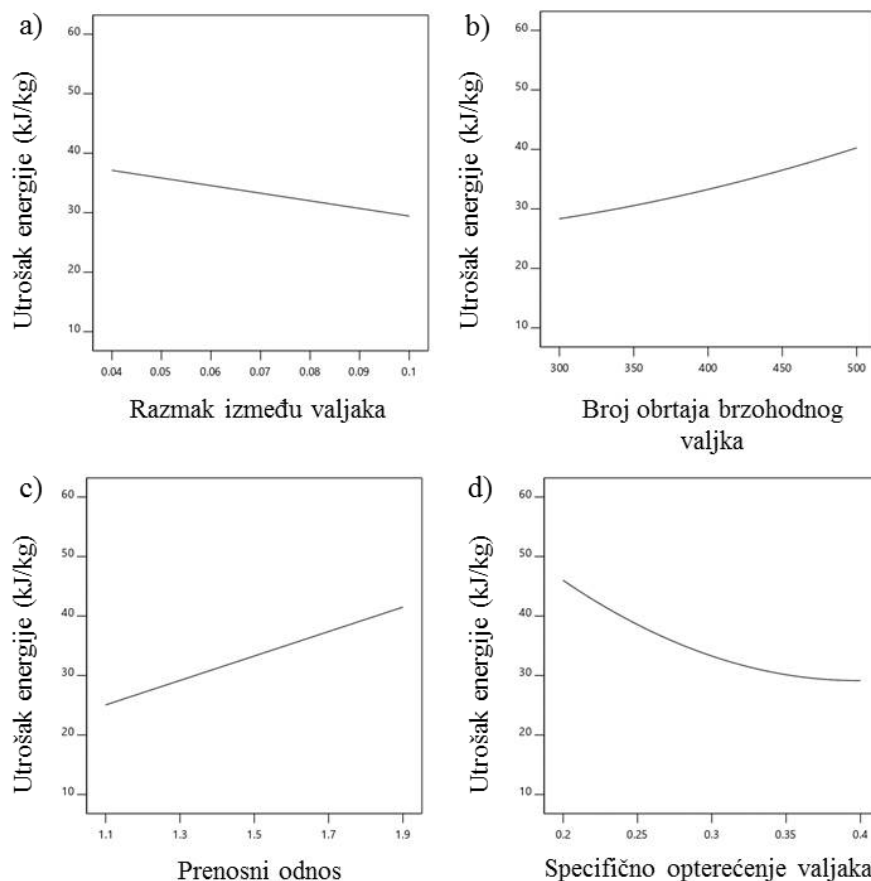 a)
Utrošak energije (kJ/kg)
60
50
40
30
20
10
0.04 0.05 0.06 0.07 0.08 0.09 0.1
Razmak između valjaka
b)
Utrošak energije (kJ/kg)
60
50
40
30
20
10
300 350 400 450 500
Broj obrtaja brzohodnog
valjka
c)
Utrošak energije (kJ/kg)
60
50
40
30
20
10
1.1 1.3 1.5 1.7 1.9
Prenosni odnos
d)
Utrošak energije (kJ/kg)
60
50
40
30
20
10
0.2 0.25 0.3 0.35 0.4
Specifično opterećenje valjaka